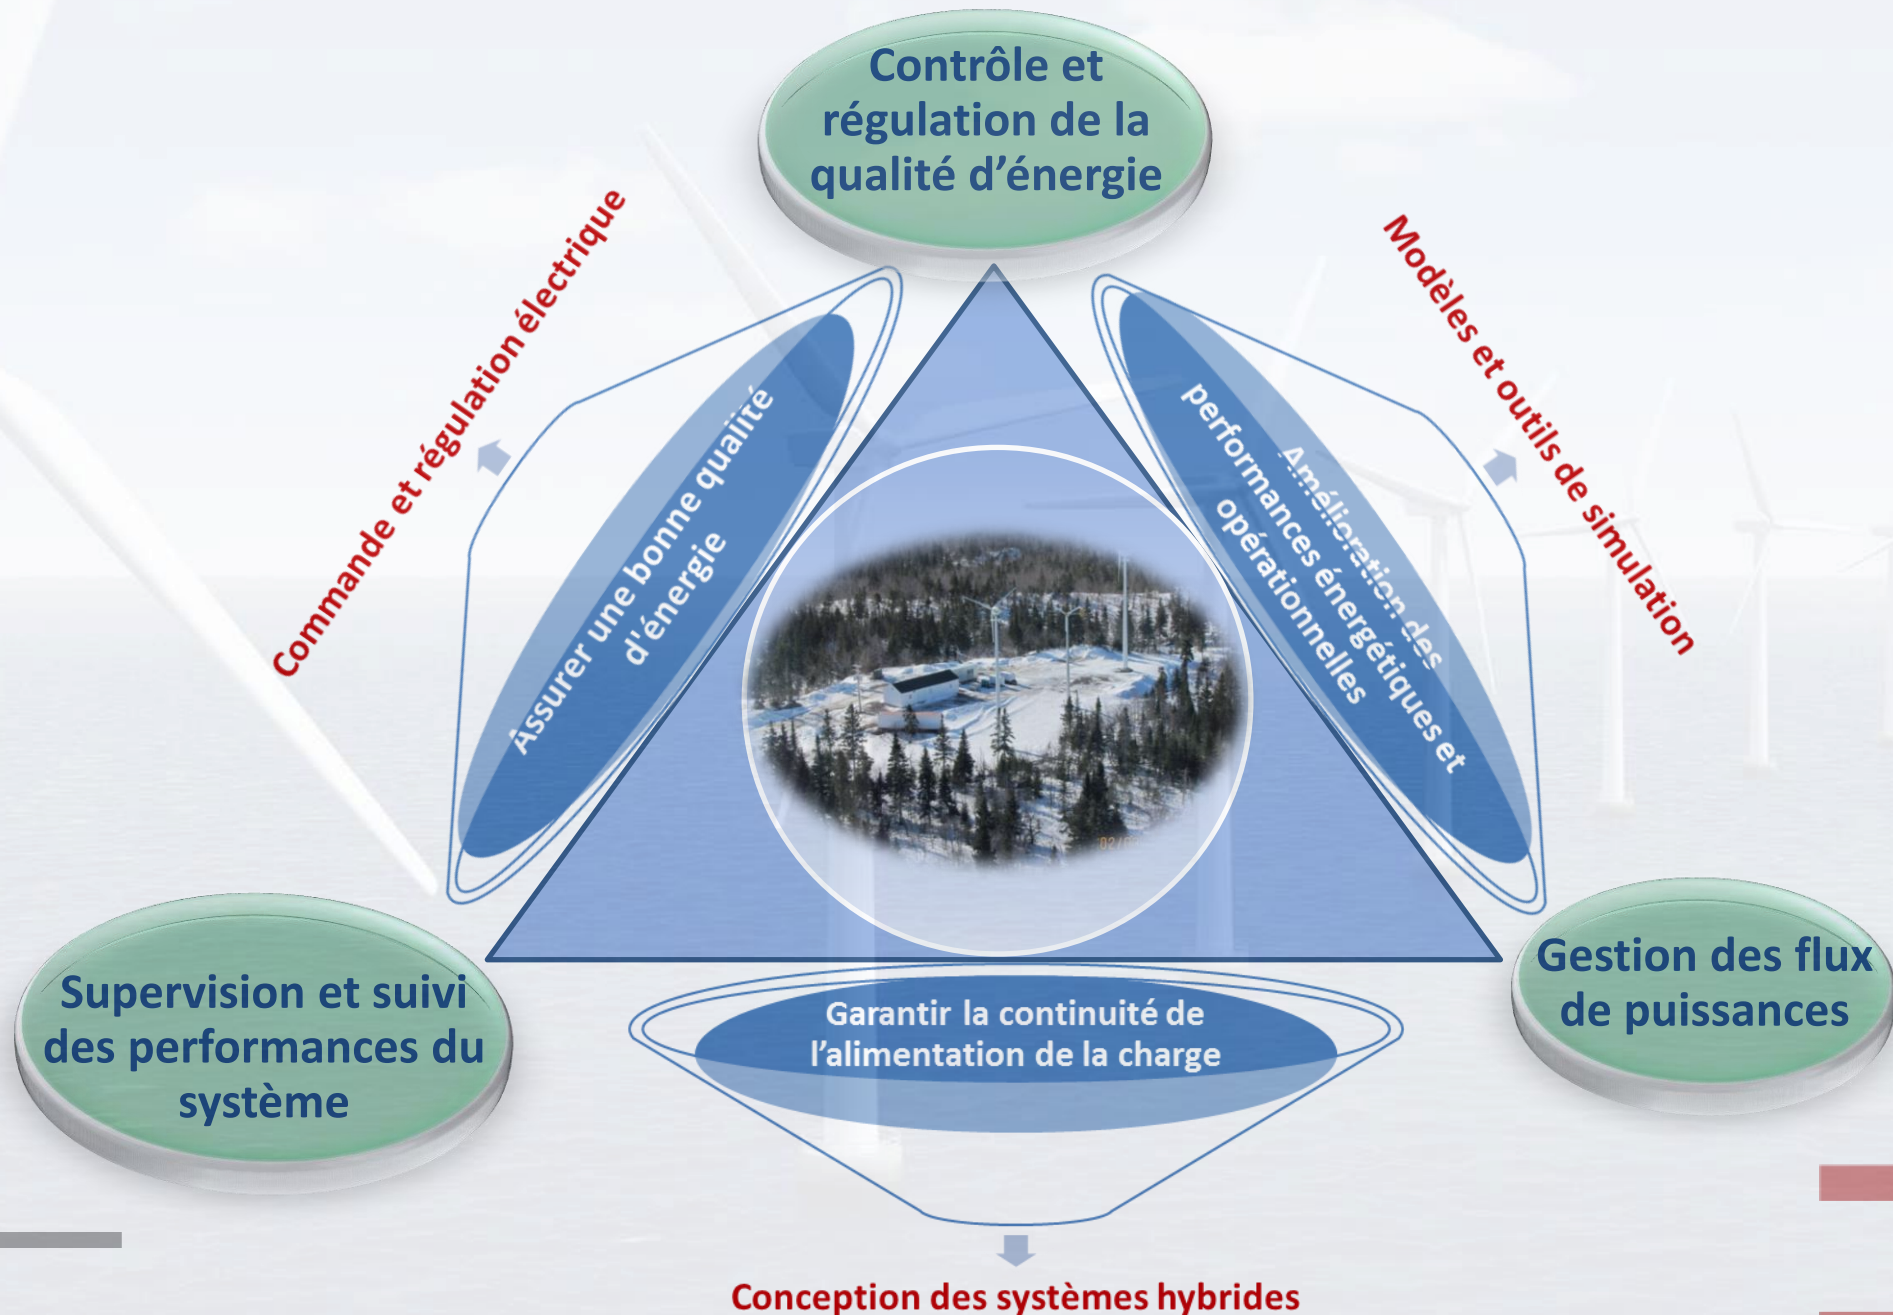 Contrôle et
régulation de la
qualité d’énergie
Commande et régulation électrique
Modèles et outils de simulation
Assurer une bonne qualité
d'énergie
Amélioration des
performances énergétiques et
opérationnelles
Supervision et suivi
des performances du
système
Gestion des flux
de puissances
Garantir la continuité de
l’alimentation de la charge
Conception des systèmes hybrides